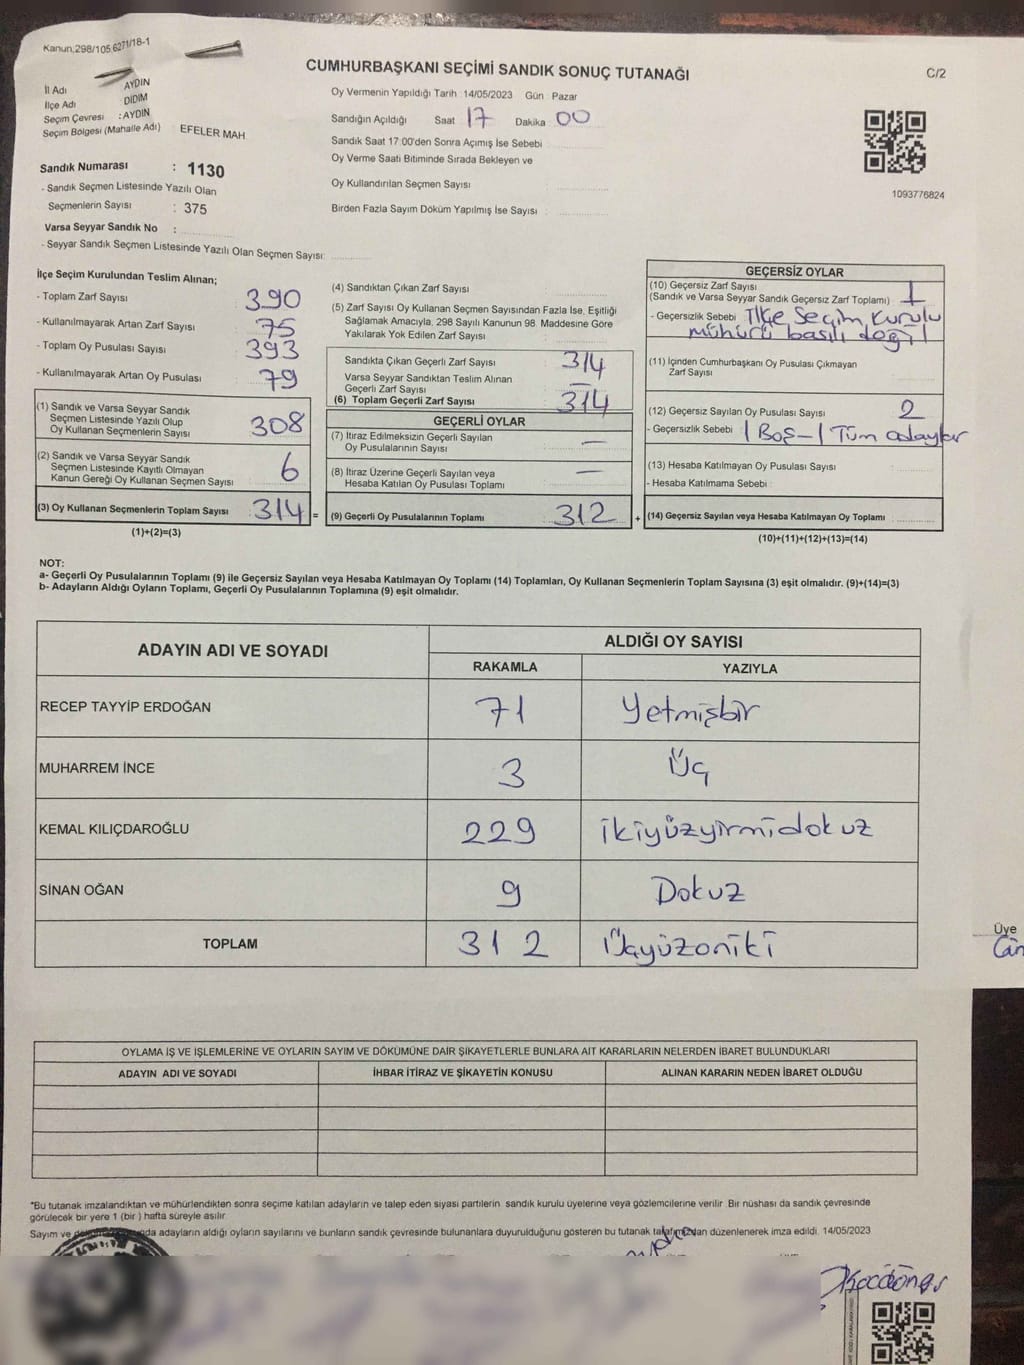 Kanun;298/105,6271/18-1
CUMHURBAŞKANI SEÇİMİ SANDIK SONUÇ TUTANAĞI
C/2
İl Adı AYDIN
İlçe Adı : DİDİM
Seçim Çevresi : AYDIN
Seçim Bölgesi (Mahalle Adı) : EFELER MAH.
Sandık Numarası : 1130
- Sandık Seçmen Listesinde Yazılı Olan
Seçmenlerin Sayısı : 375
Varsa Seyyar Sandık No :
- Seyyar Sandık Seçmen Listesinde Yazılı Olan Seçmen Sayısı:
Oy Vermenin Yapıldığı Tarih : 14/05/2023 Gün : Pazar
Sandığın Açıldığı Saat 17 Dakika 00
Sandık Saat 17:00'den Sonra Açımış İse Sebebi
Oy Verme Saati Bitiminde Sırada Bekleyen ve
Oy Kullandırılan Seçmen Sayısı
Birden Fazla Sayım Döküm Yapılmış İse Sayısı :
1093776824
İlçe Seçim Kurulundan Teslim Alınan;
- Toplam Zarf Sayısı 390
- Kullanılmayarak Artan Zarf Sayısı 75
- Toplam Oy Pusulası Sayısı 393
- Kullanılmayarak Artan Oy Pusulası 79
(1) Sandık ve Varsa Seyyar Sandık
Seçmen Listesinde Yazılı Olup
Oy Kullanan Seçmenlerin Sayısı 308
(2) Sandık ve Varsa Seyyar Sandık
Seçmen Listesinde Kayıtlı Olmayan
Kanun Gereği Oy Kullanan Seçmen Sayısı 6
(3) Oy Kullanan Seçmenlerin Toplam Sayısı 314 =
(1)+(2)=(3)
(4) Sandıktan Çıkan Zarf Sayısı
(5) Zarf Sayısı Oy Kullanan Seçmen Sayısından Fazla İse, Eşitliği
Sağlamak Amacıyla, 298 Sayılı Kanunun 98. Maddesine Göre
Yakılarak Yok Edilen Zarf Sayısı
Sandıkta Çıkan Geçerli Zarf Sayısı 314
Varsa Seyyar Sandıktan Teslim Alınan
Geçerli Zarf Sayısı —
(6) Toplam Geçerli Zarf Sayısı 314
GEÇERLİ OYLAR
(7) İtiraz Edilmeksizin Geçerli Sayılan
Oy Pusulalarının Sayısı —
(8) İtiraz Üzerine Geçerli Sayılan veya
Hesaba Katılan Oy Pusulası Toplamı —
(9) Geçerli Oy Pusulalarının Toplamı 312 +
GEÇERSİZ OYLAR
(10) Geçersiz Zarf Sayısı
(Sandık ve Varsa Seyyar Sandık Geçersiz Zarf Toplamı) 1
- Geçersizlik Sebebi İlçe Seçim Kurulu
mühürü basılı değil
(11) İçinden Cumhurbaşkanı Oy Pusulası Çıkmayan
Zarf Sayısı
(12) Geçersiz Sayılan Oy Pusulası Sayısı 2
- Geçersizlik Sebebi 1 Boş - 1 Tüm adaylar
(13) Hesaba Katılmayan Oy Pusulası Sayısı
- Hesaba Katılmama Sebebi
(14) Geçersiz Sayılan veya Hesaba Katılmayan Oy Toplamı
(10)+(11)+(12)+(13)=(14)
NOT:
a- Geçerli Oy Pusulalarının Toplamı (9) ile Geçersiz Sayılan veya Hesaba Katılmayan Oy Toplamı (14) Toplamları, Oy Kullanan Seçmenlerin Toplam Sayısına (3) eşit olmalıdır. (9)+(14)=(3)
b- Adayların Aldığı Oyların Toplamı, Geçerli Oy Pusulalarının Toplamına (9) eşit olmalıdır.
ADAYIN ADI VE SOYADI
ALDIĞI OY SAYISI
RAKAMLA YAZIYLA
RECEP TAYYİP ERDOĞAN 71 Yetmişbir
MUHARREM İNCE 3 Üç
KEMAL KILIÇDAROĞLU 229 ikiyüzyirmidokuz
SİNAN OĞAN 9 Dokuz
TOPLAM 312 Üçyüzoniki
Üye
OYLAMA İŞ VE İŞLEMLERİNE VE OYLARIN SAYIM VE DÖKÜMÜNE DAİR ŞİKAYETLERLE BUNLARA AİT KARARLARIN NELERDEN İBARET BULUNDUKLARI
ADAYIN ADI VE SOYADI İHBAR İTİRAZ VE ŞİKAYETİN KONUSU ALINAN KARARIN NEDEN İBARET OLDUĞU
*Bu tutanak imzalandıktan ve mühürlendikten sonra seçime katılan adayların ve talep eden siyasi partilerin sandık kurulu üyelerine veya gözlemcilerine verilir. Bir nüshası da sandık çevresinde
görülecek bir yere 1 (bir) hafta süreyle asılır.
Sayım ve adayların aldığı oyların sayılarını ve bunların sandık çevresinde bulunanlara duyurulduğunu gösteren bu tutanak tarafımızdan düzenlenerek imza edildi. 14/05/2023